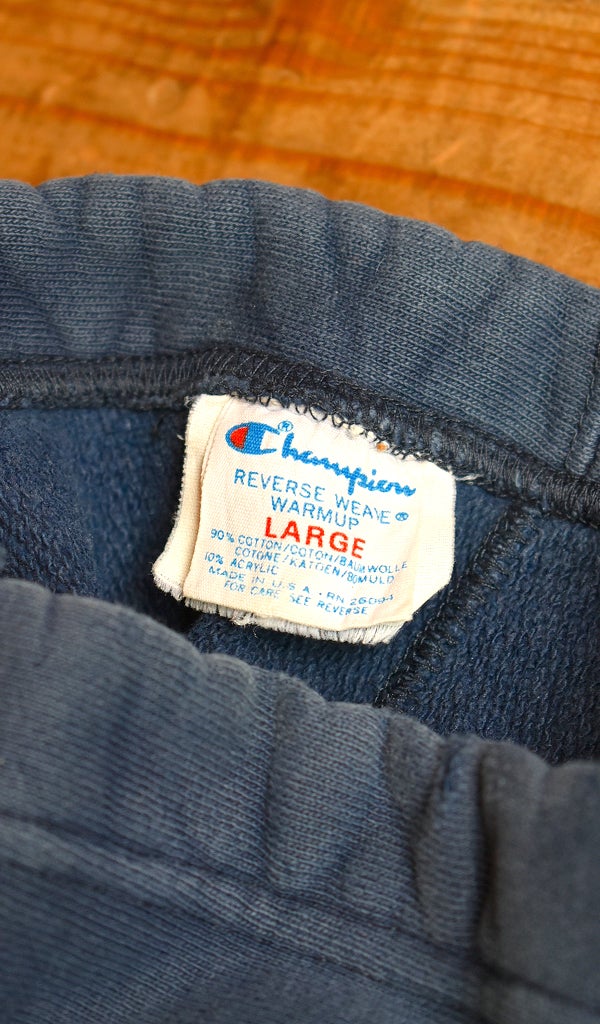 Champion®
REVERSE WEAVE®
WARMUP
LARGE
90% COTTON/COTON/BAUMWOLLE
COTONE/KATOEN/BOMULD
10% ACRYLIC
MADE IN U.S.A. · RN 26094
FOR CARE SEE REVERSE